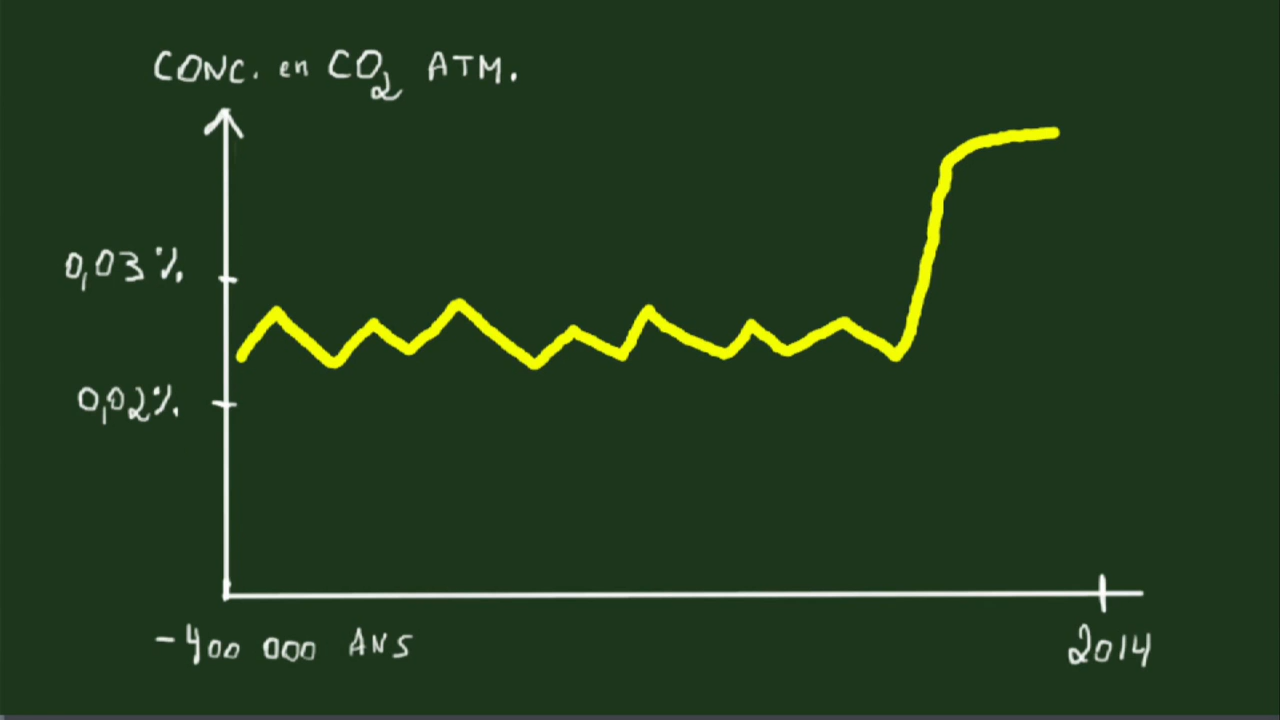 CONC. en CO₂ ATM.
0,03 %.
0,02 %.
-400 000 ANS
2014